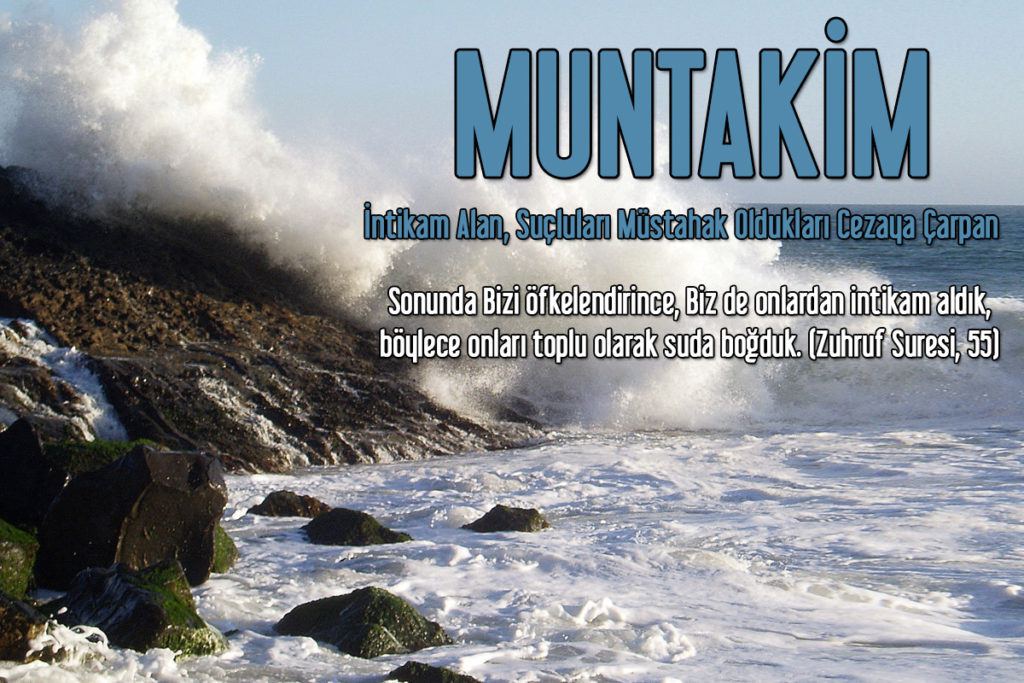 MUNTAKİM
İntikam Alan, Suçluları Müstahak Oldukları Cezaya Çarpan
Sonunda Bizi öfkelendirince, Biz de onlardan intikam aldık,
böylece onları toplu olarak suda boğduk. (Zuhruf Suresi, 55)